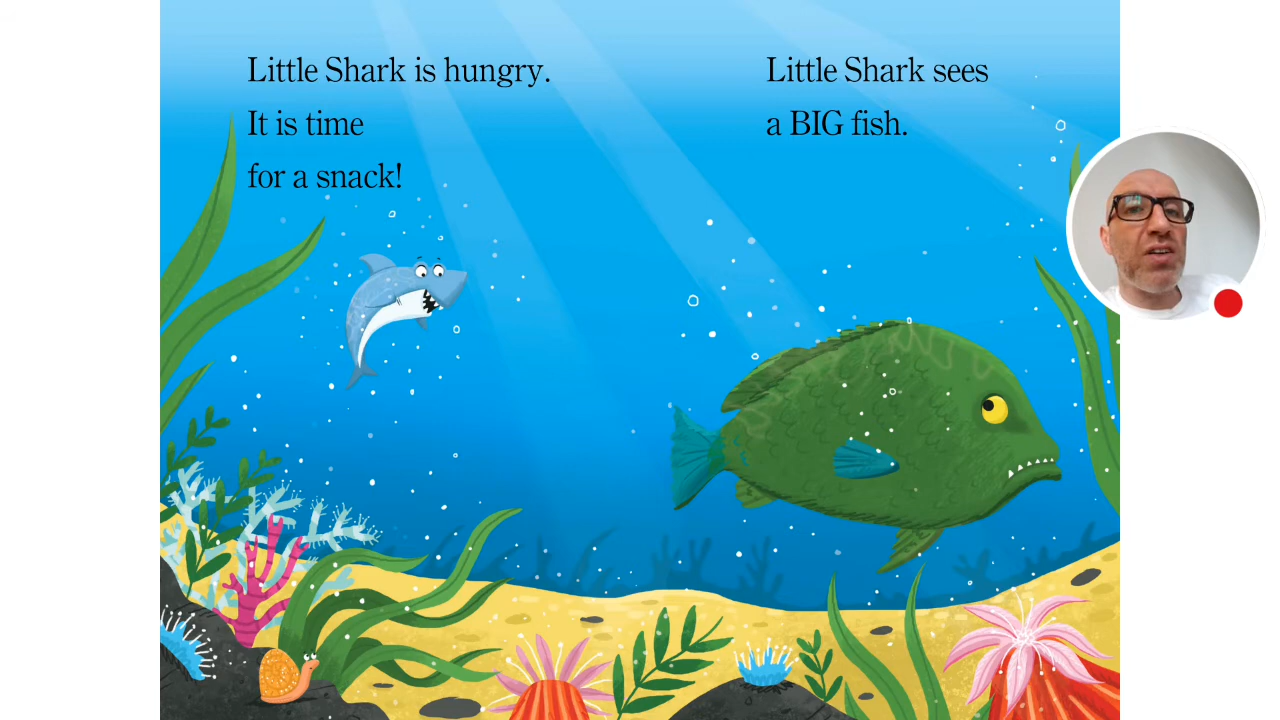 Little Shark is hungry.
It is time
for a snack!
Little Shark sees
a BIG fish.